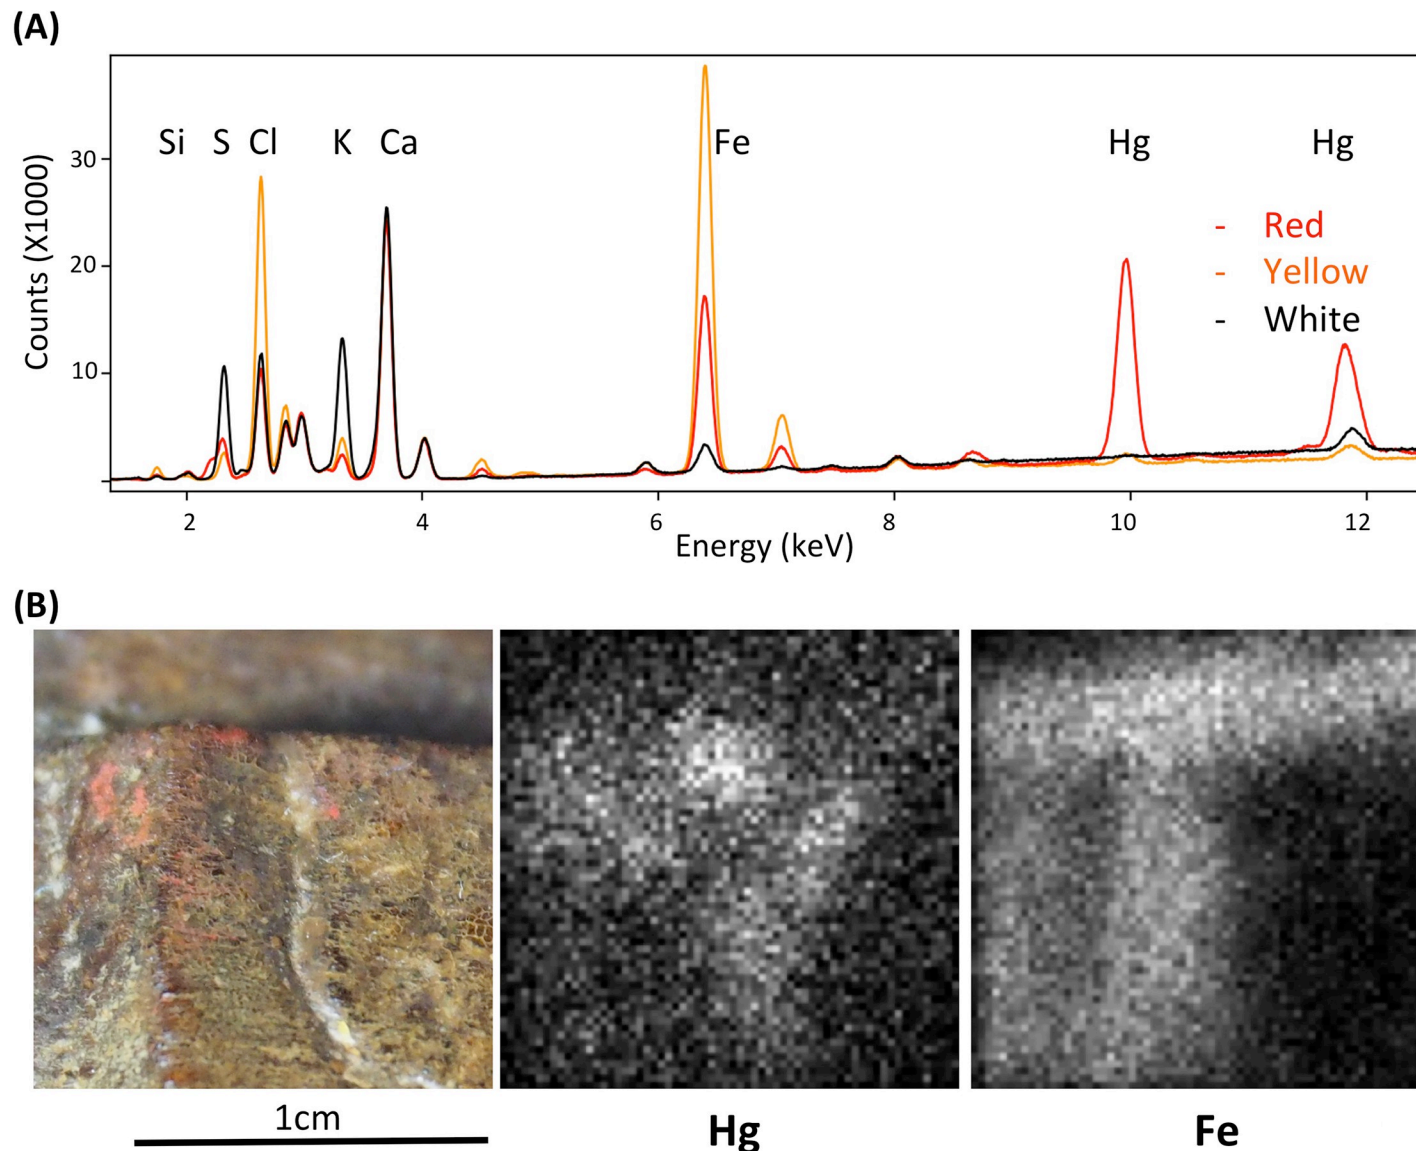 (A)
Si S Cl K Ca Fe Hg Hg
Counts (X1000)
30
20
10
- Red
- Yellow
- White
2 4 6 8 10 12
Energy (keV)
(B)
1cm
Hg
Fe